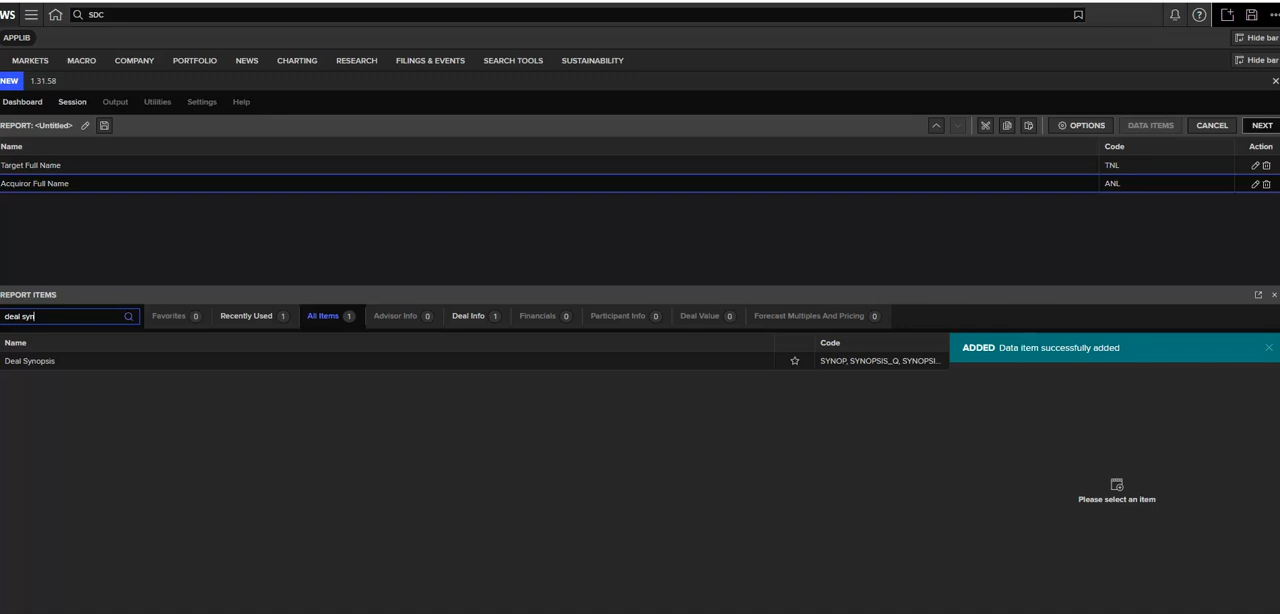 WS SDC
APPLIB Hide bar
MARKETS MACRO COMPANY PORTFOLIO NEWS CHARTING RESEARCH FILINGS & EVENTS SEARCH TOOLS SUSTAINABILITY Hide bar
NEW 1.31.58
Dashboard Session Output Utilities Settings Help
REPORT: <Untitled> OPTIONS DATA ITEMS CANCEL NEXT
Name Code Action
Target Full Name TNL
Acquiror Full Name ANL
REPORT ITEMS
deal syn Favorites 0 Recently Used 1 All Items 1 Advisor Info 0 Deal Info 1 Financials 0 Participant Info 0 Deal Value 0 Forecast Multiples And Pricing 0
Name Code ADDED Data item successfully added
Deal Synopsis SYNOP, SYNOPSIS_Q, SYNOPSI...
Please select an item